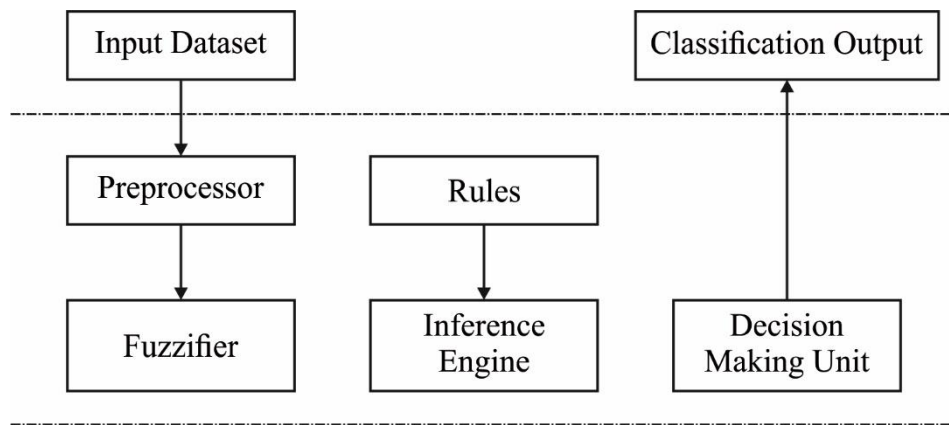 Input Dataset
Classification Output
Preprocessor
Rules
Fuzzifier
Inference
Engine
Decision
Making Unit